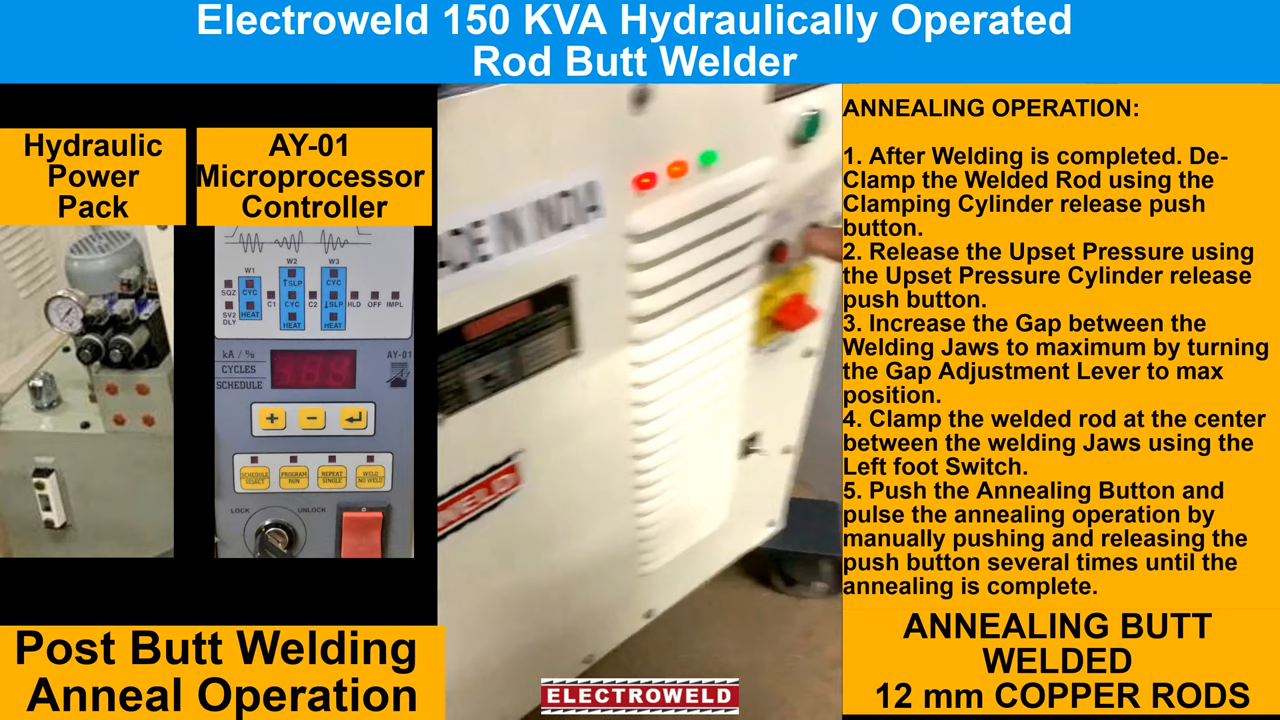 Electroweld 150 KVA Hydraulically Operated
Rod Butt Welder
Hydraulic
Power
Pack
AY-01
Microprocessor
Controller
W1
W2
W3
SQZ
SV2
DLY
CYC
HEAT
C1
↑SLP
CYC
HEAT
C2
CYC
↓SLP
HEAT
HLD
OFF
IMPL
kA / %
CYCLES
SCHEDULE
AY-01
+
−
SCHEDULE
SELECT
PROGRAM
RUN
REPEAT
SINGLE
WELD
NO WELD
LOCK
UNLOCK
Post Butt Welding
Anneal Operation
ADE IN INDIA
WELD
ELECTROWELD
ANNEALING OPERATION:
1. After Welding is completed. De-
Clamp the Welded Rod using the
Clamping Cylinder release push
button.
2. Release the Upset Pressure using
the Upset Pressure Cylinder release
push button.
3. Increase the Gap between the
Welding Jaws to maximum by turning
the Gap Adjustment Lever to max
position.
4. Clamp the welded rod at the center
between the welding Jaws using the
Left foot Switch.
5. Push the Annealing Button and
pulse the annealing operation by
manually pushing and releasing the
push button several times until the
annealing is complete.
ANNEALING BUTT
WELDED
12 mm COPPER RODS